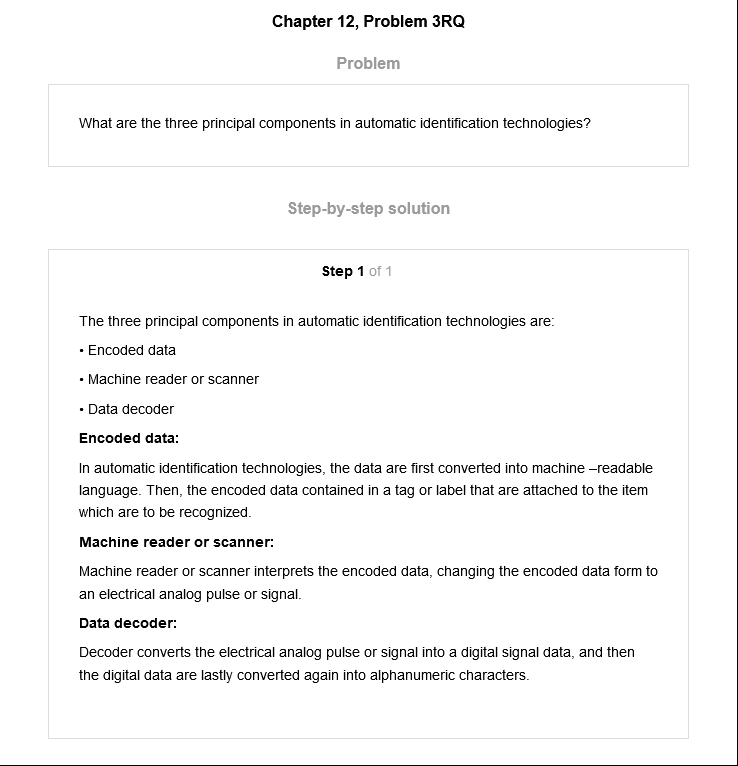 Chapter 12, Problem 3RQ
Problem
What are the three principal components in automatic identification technologies?
Step-by-step solution
Step 1 of 1
The three principal components in automatic identification technologies are:
• Encoded data
• Machine reader or scanner
• Data decoder
Encoded data:
In automatic identification technologies, the data are first converted into machine –readable
language. Then, the encoded data contained in a tag or label that are attached to the item
which are to be recognized.
Machine reader or scanner:
Machine reader or scanner interprets the encoded data, changing the encoded data form to
an electrical analog pulse or signal.
Data decoder:
Decoder converts the electrical analog pulse or signal into a digital signal data, and then
the digital data are lastly converted again into alphanumeric characters.